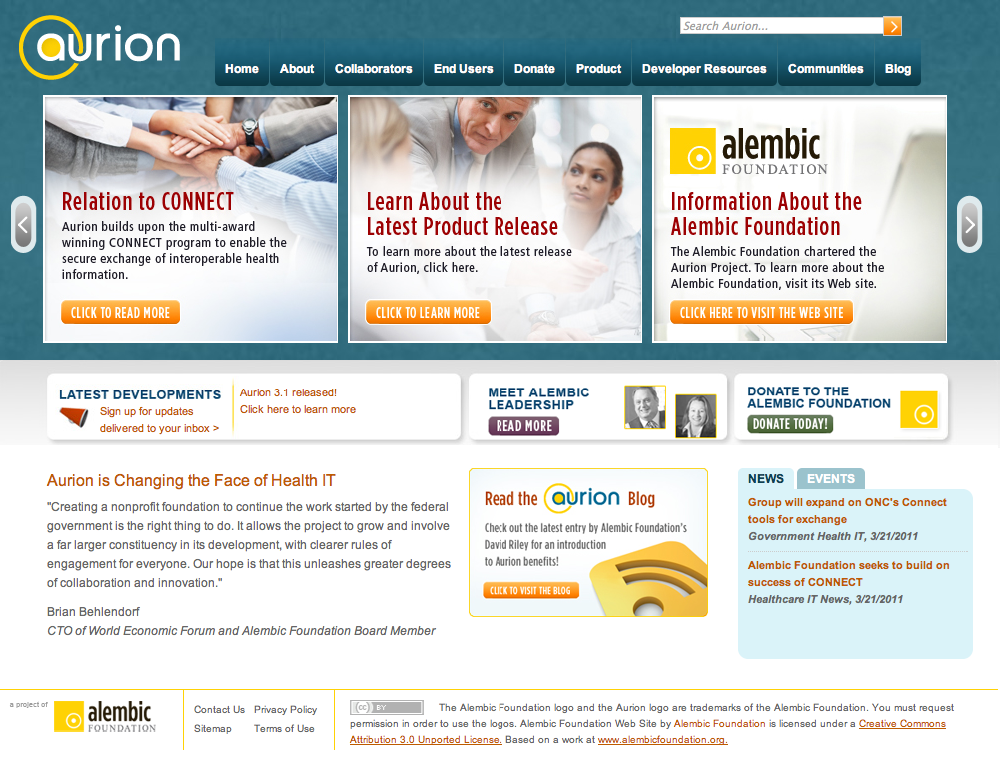 aurion
Search Aurion...
Home About Collaborators End Users Donate Product Developer Resources Communities Blog
Relation to CONNECT
Aurion builds upon the multi-award
winning CONNECT program to enable the
secure exchange of interoperable health
information.
CLICK TO READ MORE
Learn About the
Latest Product Release
To learn more about the latest release
of Aurion, click here.
CLICK TO LEARN MORE
alembic
FOUNDATION
Information About the
Alembic Foundation
The Alembic Foundation chartered the
Aurion Project. To learn more about the
Alembic Foundation, visit its Web site.
CLICK HERE TO VISIT THE WEB SITE
LATEST DEVELOPMENTS
Sign up for updates
delivered to your inbox >
Aurion 3.1 released!
Click here to learn more
MEET ALEMBIC
LEADERSHIP
READ MORE
DONATE TO THE
ALEMBIC FOUNDATION
DONATE TODAY!
Aurion is Changing the Face of Health IT
"Creating a nonprofit foundation to continue the work started by the federal
government is the right thing to do. It allows the project to grow and involve
a far larger constituency in its development, with clearer rules of
engagement for everyone. Our hope is that this unleashes greater degrees
of collaboration and innovation."
Brian Behlendorf
CTO of World Economic Forum and Alembic Foundation Board Member
Read the aurion Blog
Check out the latest entry by Alembic Foundation's
David Riley for an introduction
to Aurion benefits!
CLICK TO VISIT THE BLOG
NEWS EVENTS
Group will expand on ONC's Connect
tools for exchange
Government Health IT, 3/21/2011
Alembic Foundation seeks to build on
success of CONNECT
Healthcare IT News, 3/21/2011
a project of
alembic
FOUNDATION
Contact Us Privacy Policy
Sitemap Terms of Use
cc BY The Alembic Foundation logo and the Aurion logo are trademarks of the Alembic Foundation. You must request
permission in order to use the logos. Alembic Foundation Web Site by Alembic Foundation is licensed under a Creative Commons
Attribution 3.0 Unported License. Based on a work at www.alembicfoundation.org.